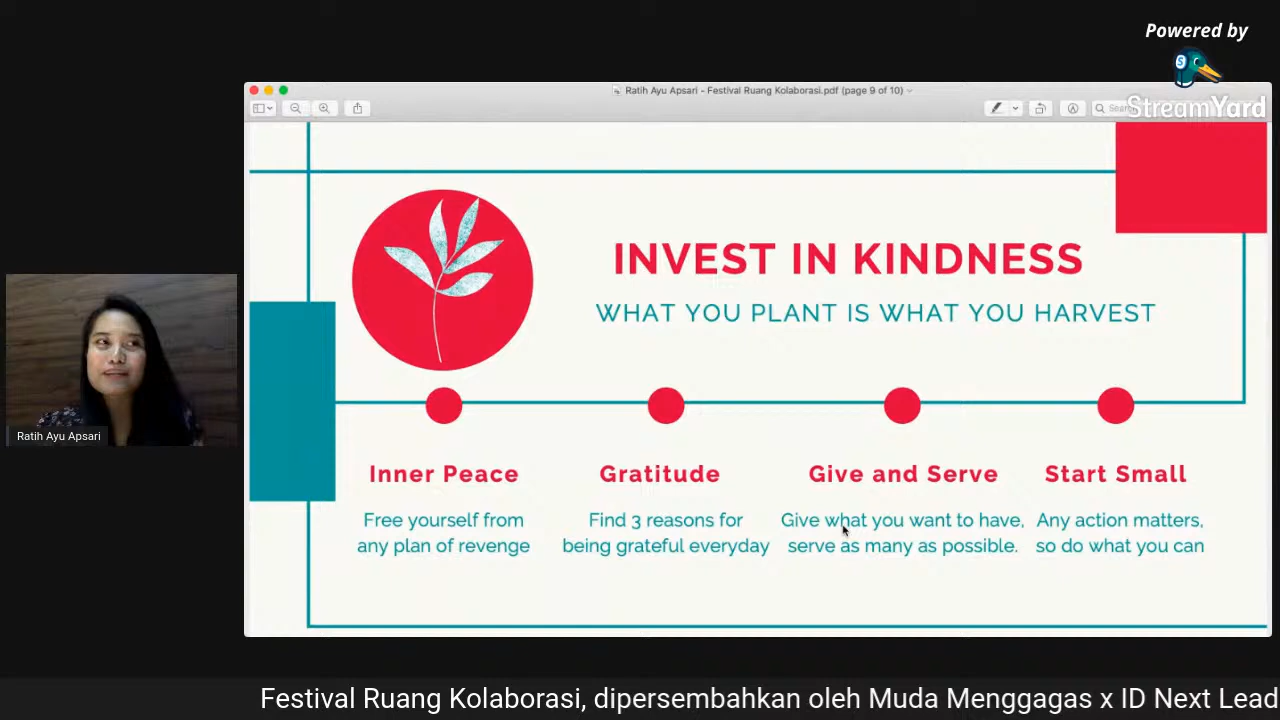 Powered by
StreamYard
Ratih Ayu Apsari - Festival Ruang Kolaborasi.pdf (page 9 of 10)
INVEST IN KINDNESS
WHAT YOU PLANT IS WHAT YOU HARVEST
Inner Peace
Free yourself from
any plan of revenge
Gratitude
Find 3 reasons for
being grateful everyday
Give and Serve
Give what you want to have,
serve as many as possible.
Start Small
Any action matters,
so do what you can
Ratih Ayu Apsari
Festival Ruang Kolaborasi, dipersembahkan oleh Muda Menggagas x ID Next Lead